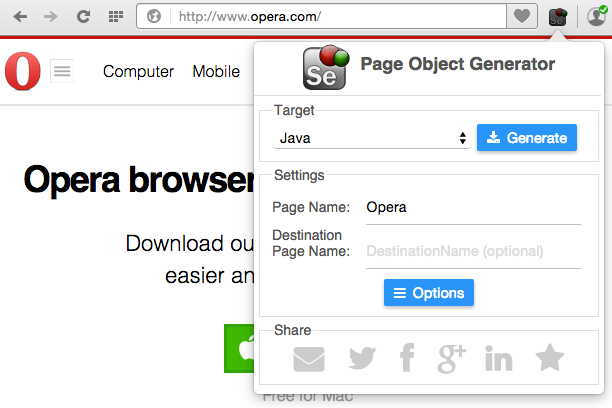 http://www.opera.com/
Computer Mobile
Se Page Object Generator
Target
Java
Generate
Settings
Page Name: Opera
Destination
Page Name: DestinationName (optional)
Options
Share
Opera browser
Download ou
easier an
Free for Mac